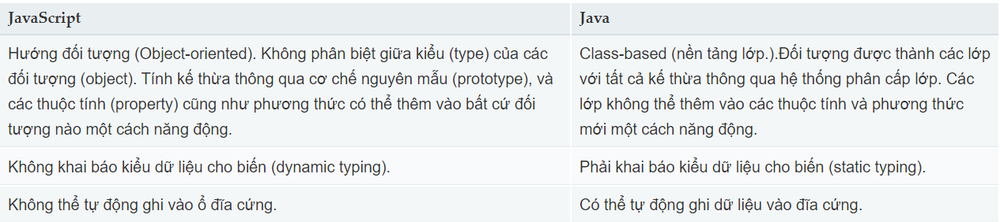 JavaScript
Java
Hướng đối tượng (Object-oriented). Không phân biệt giữa kiểu (type) của các
đối tượng (object). Tính kế thừa thông qua cơ chế nguyên mẫu (prototype), và
các thuộc tính (property) cũng như phương thức có thể thêm vào bất cứ đối
tượng nào một cách năng động.
Class-based (nền tảng lớp.).Đối tượng được thành các lớp
với tất cả kế thừa thông qua hệ thống phân cấp lớp. Các
lớp không thể thêm vào các thuộc tính và phương thức
mới một cách năng động.
Không khai báo kiểu dữ liệu cho biến (dynamic typing).
Phải khai báo kiểu dữ liệu cho biến (static typing).
Không thể tự động ghi vào ổ đĩa cứng.
Có thể tự động ghi dữ liệu vào đĩa cứng.